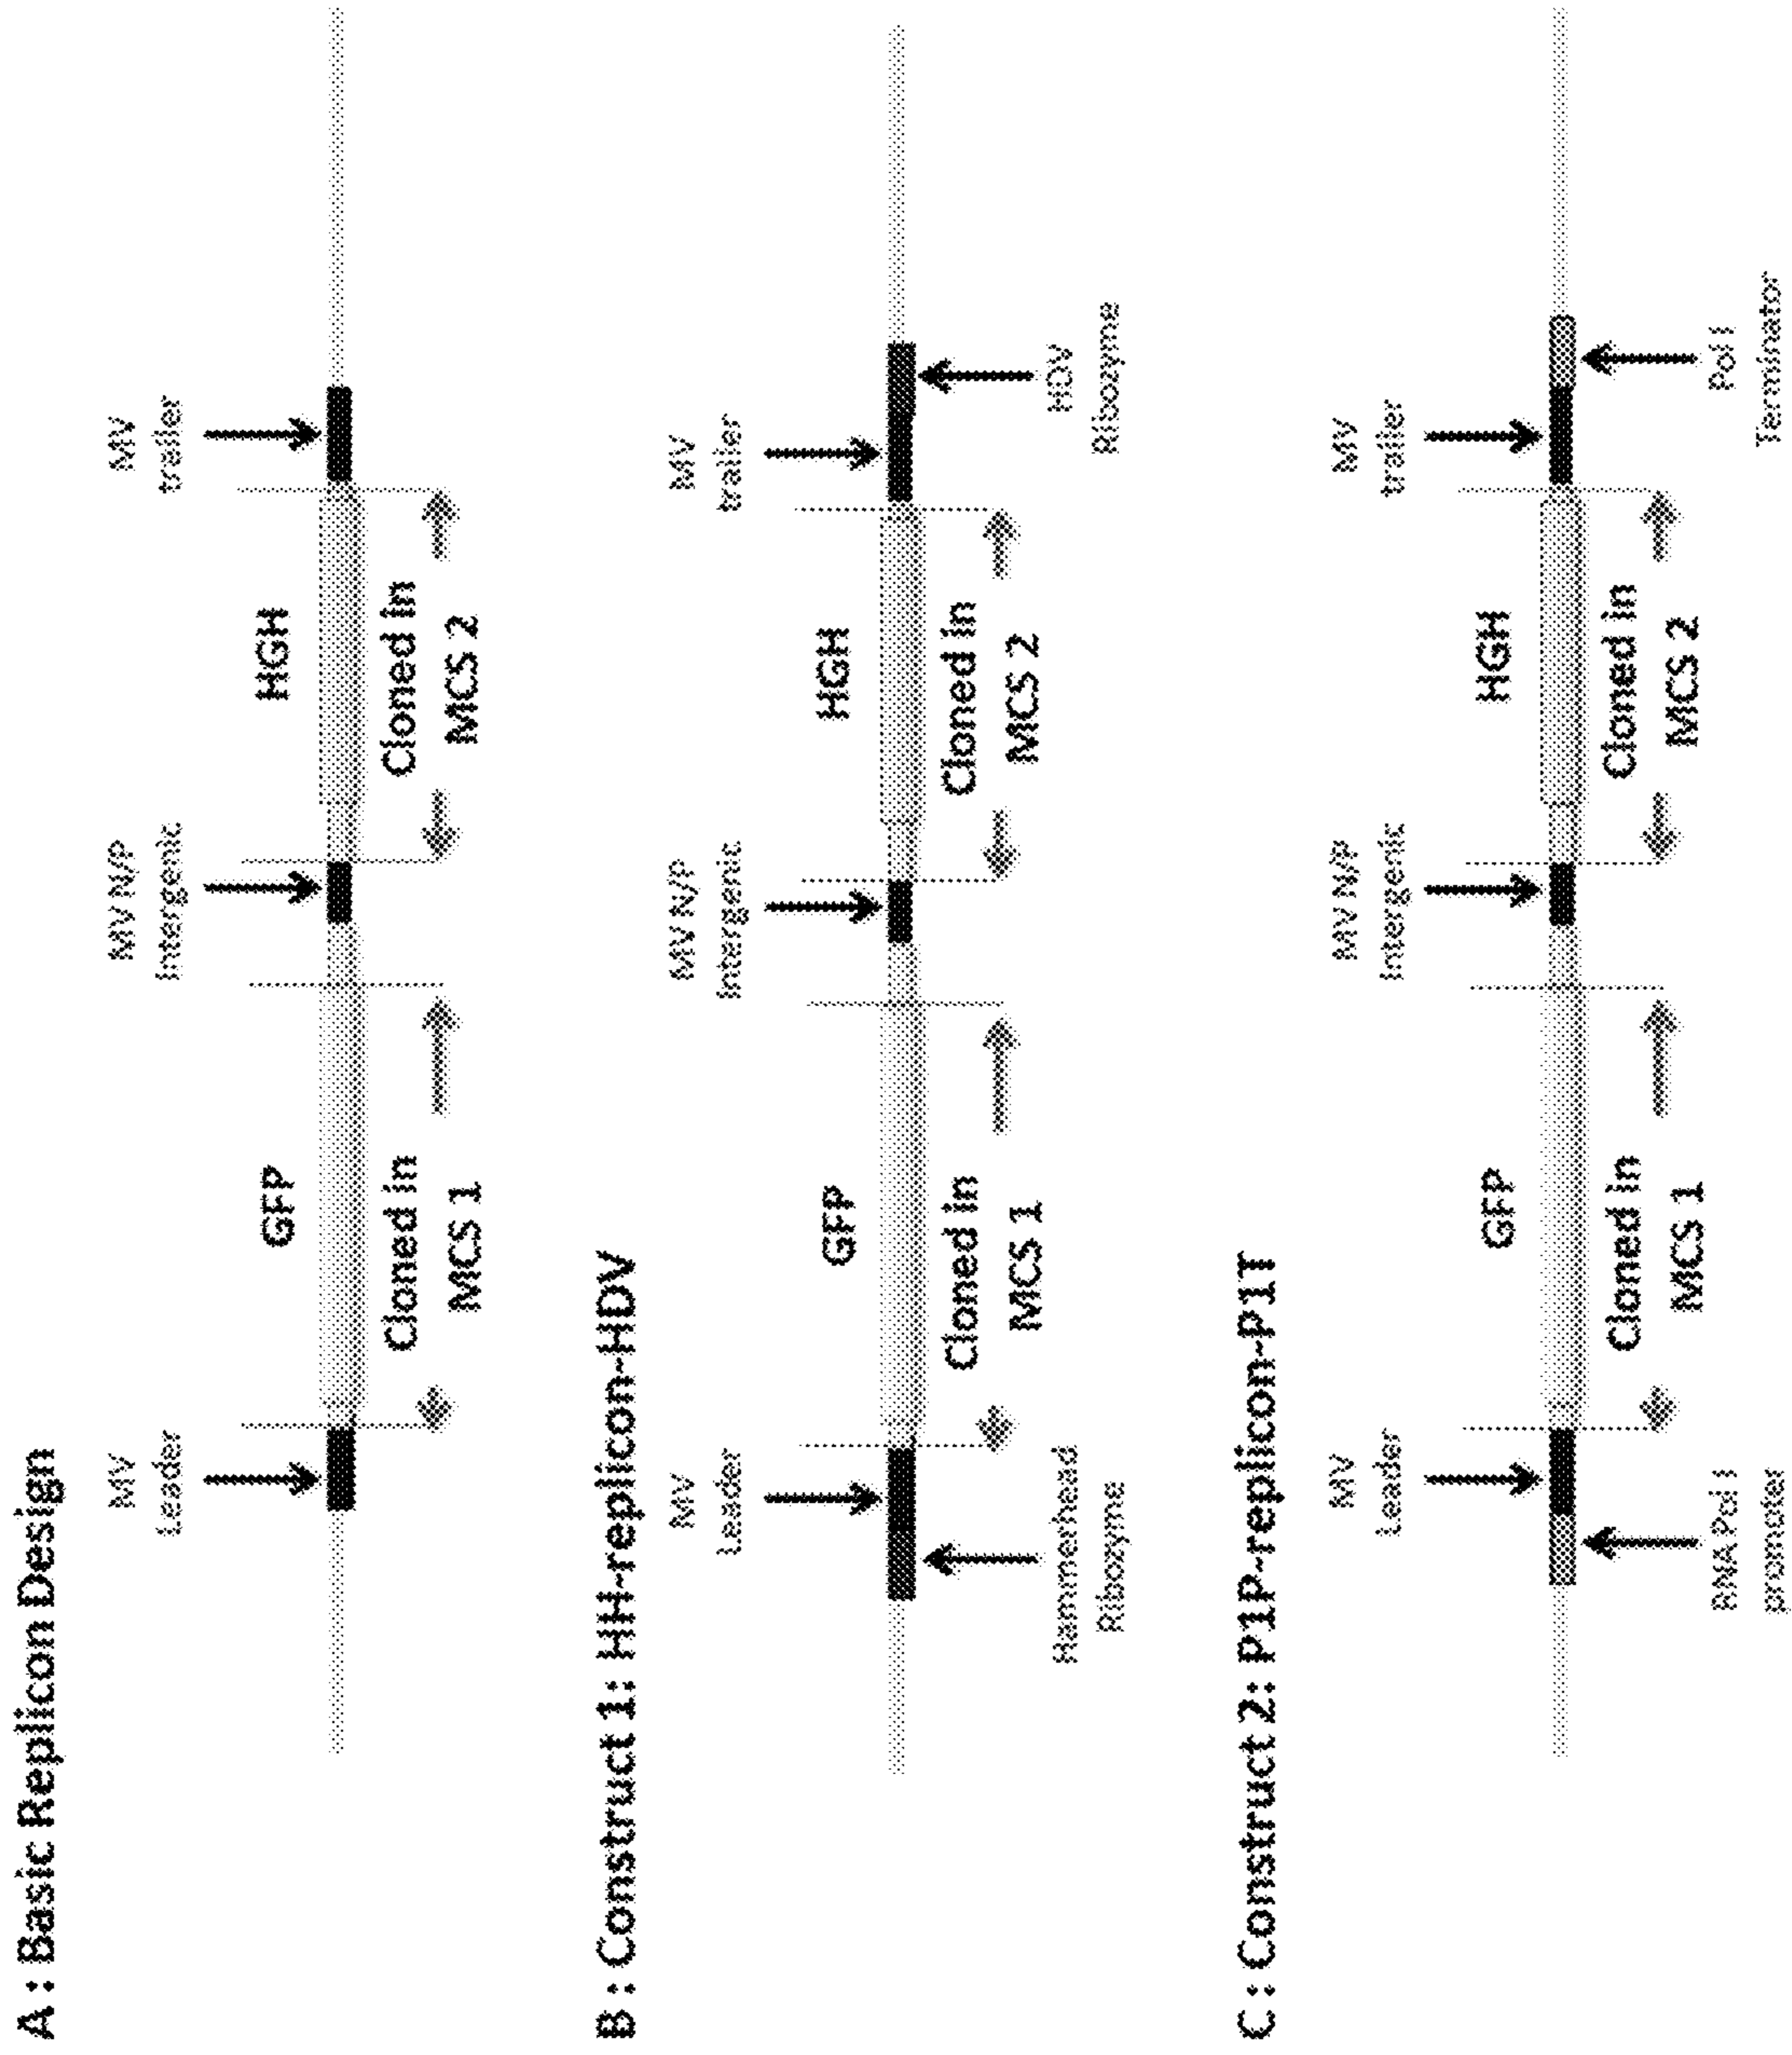 A : Basic Replicon Design
MV
Leader
MV N/P
Intergenic
MV
trailer
GFP
HGH
Cloned in
MCS 1
Cloned in
MCS 2
B : Construct 1: HH-replicon-HDV
MV
Leader
MV N/P
Intergenic
MV
trailer
GFP
HGH
Cloned in
MCS 1
Cloned in
MCS 2
Hammerhead
Ribozyme
HDV
Ribozyme
C : Construct 2: P1P-replicon-P1T
MV
Leader
MV N/P
Intergenic
MV
trailer
GFP
HGH
Cloned in
MCS 1
Cloned in
MCS 2
RNA Pol I
promoter
Pol I
Terminator